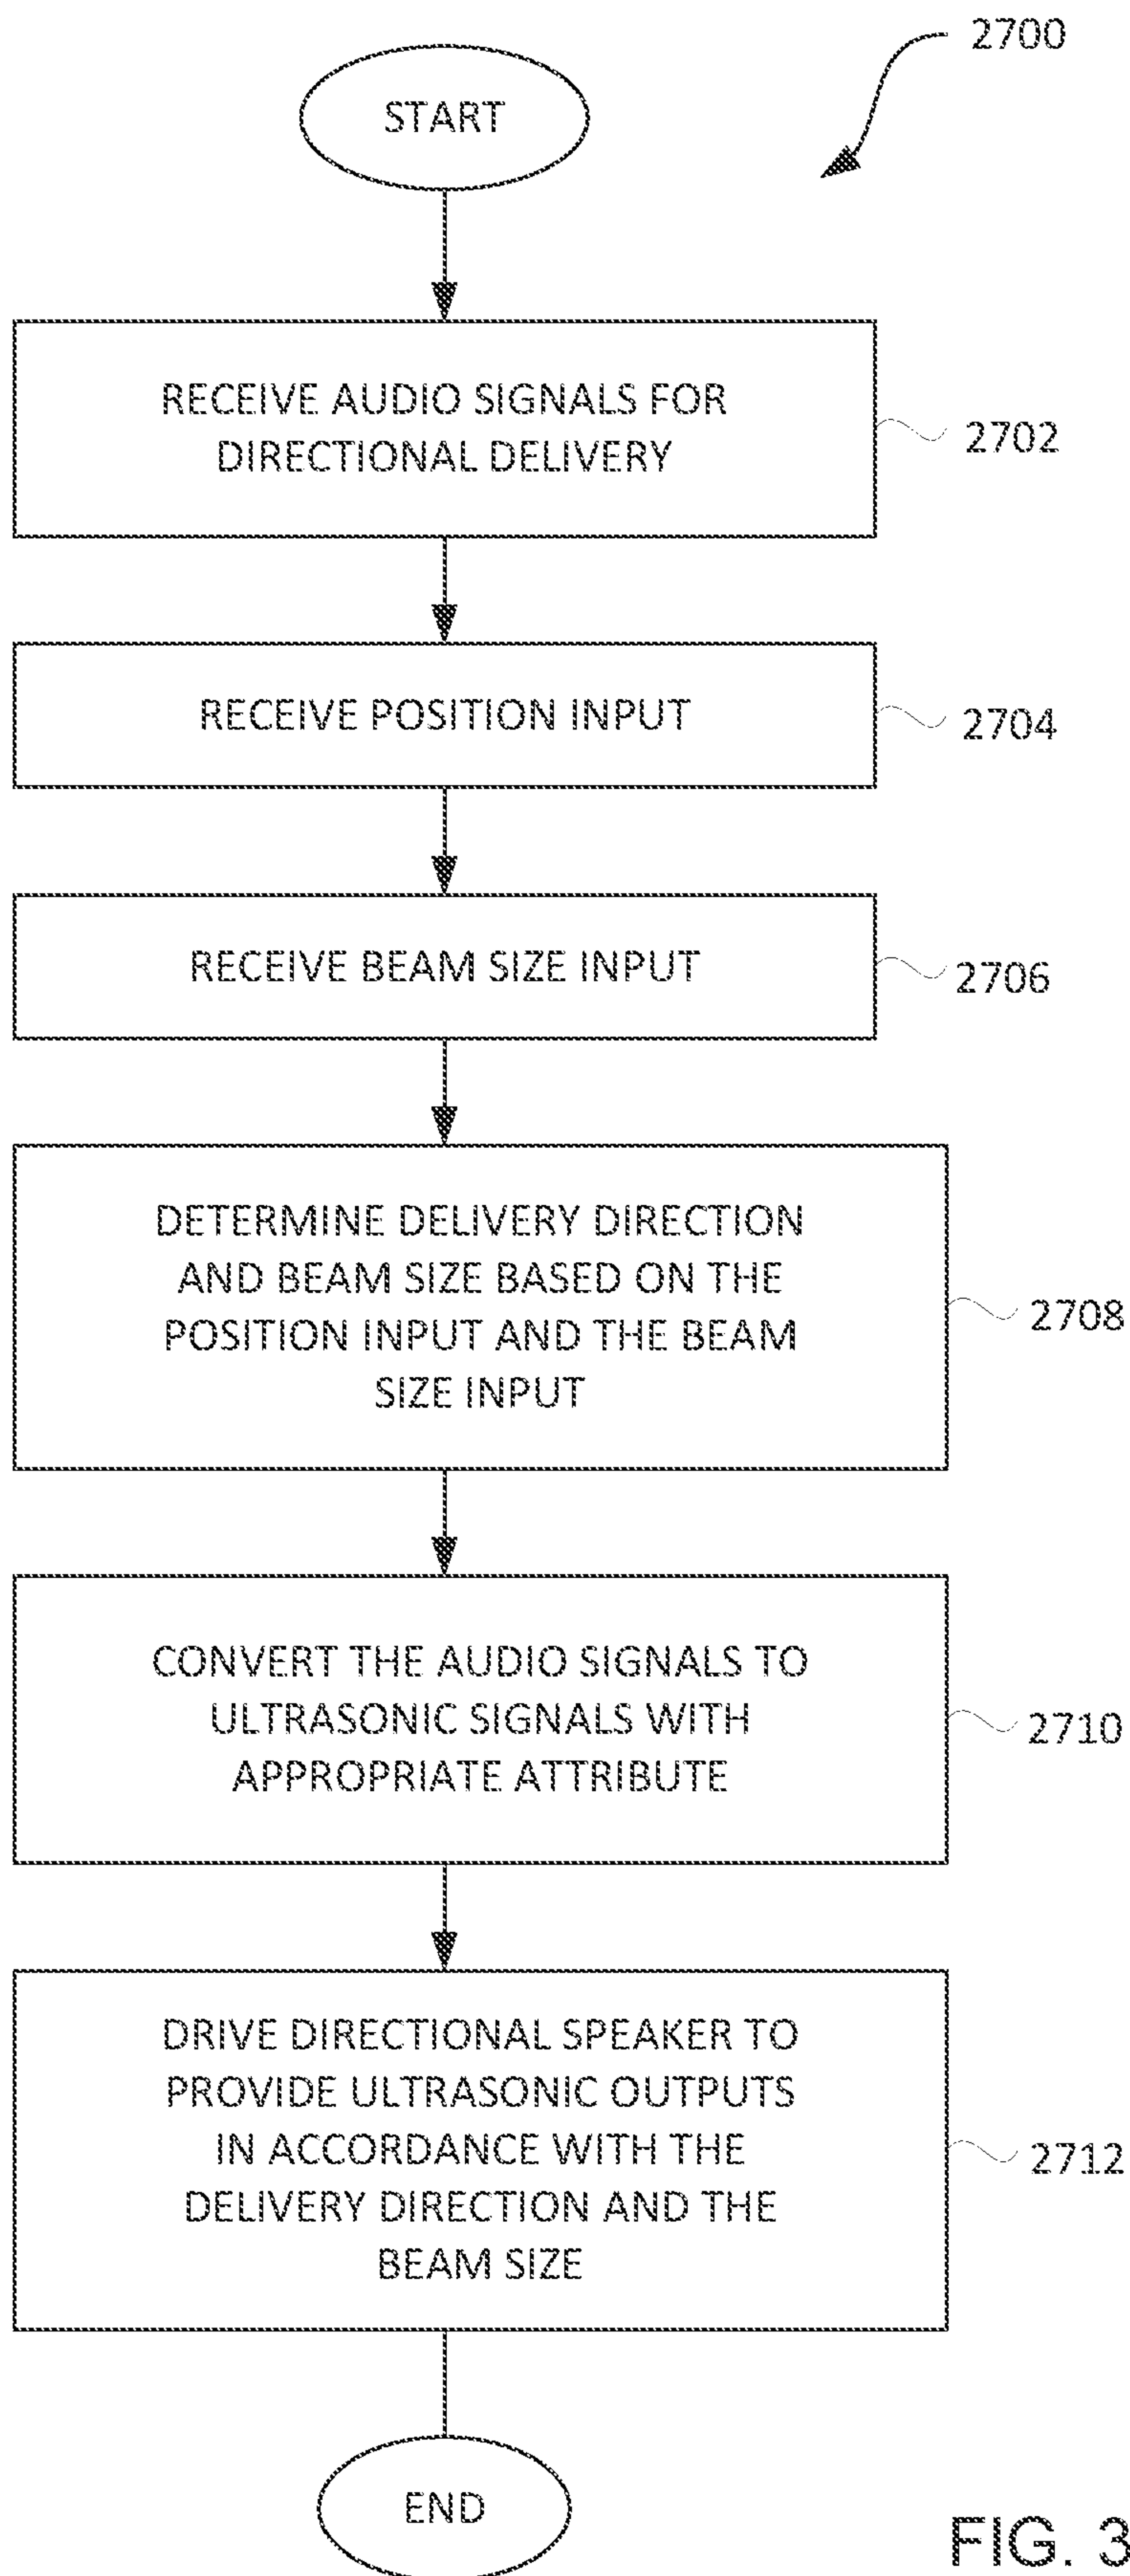 2700
START
RECEIVE AUDIO SIGNALS FOR
DIRECTIONAL DELIVERY
2702
RECEIVE POSITION INPUT
2704
RECEIVE BEAM SIZE INPUT
2706
DETERMINE DELIVERY DIRECTION
AND BEAM SIZE BASED ON THE
POSITION INPUT AND THE BEAM
SIZE INPUT
2708
CONVERT THE AUDIO SIGNALS TO
ULTRASONIC SIGNALS WITH
APPROPRIATE ATTRIBUTE
2710
DRIVE DIRECTIONAL SPEAKER TO
PROVIDE ULTRASONIC OUTPUTS
IN ACCORDANCE WITH THE
DELIVERY DIRECTION AND THE
BEAM SIZE
2712
END
FIG. 3